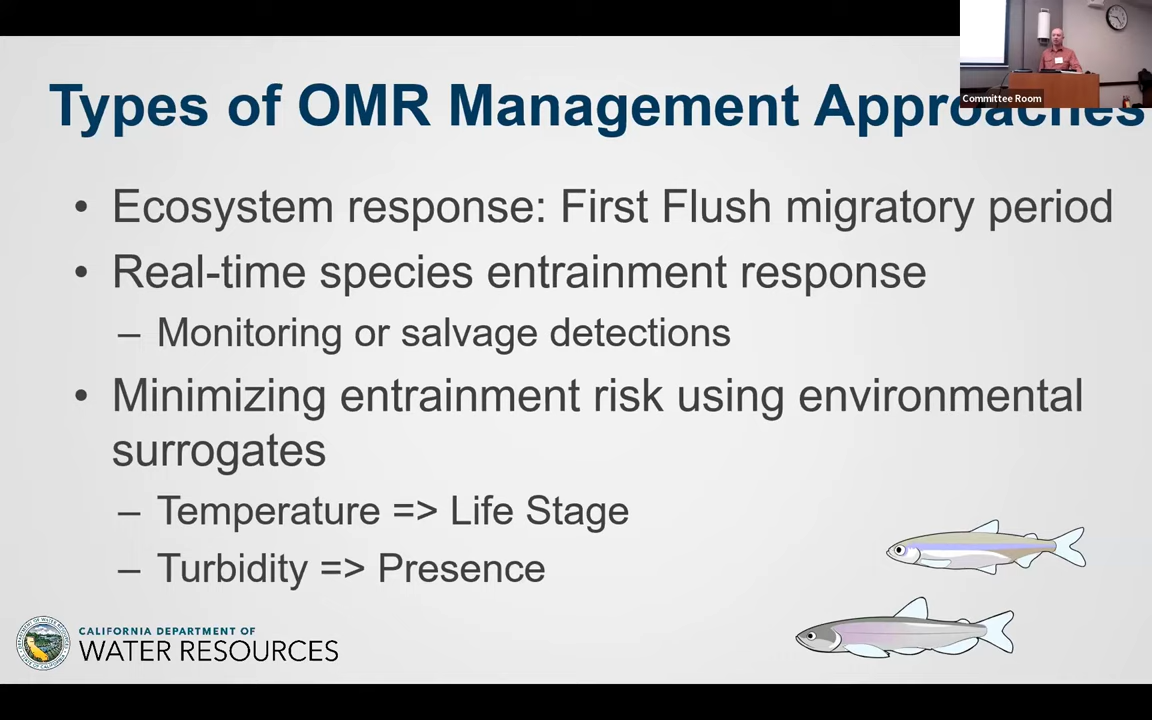 Types of OMR Management Approaches
Committee Room
• Ecosystem response: First Flush migratory period
• Real-time species entrainment response
– Monitoring or salvage detections
• Minimizing entrainment risk using environmental
surrogates
– Temperature => Life Stage
– Turbidity => Presence
CALIFORNIA DEPARTMENT OF
WATER RESOURCES